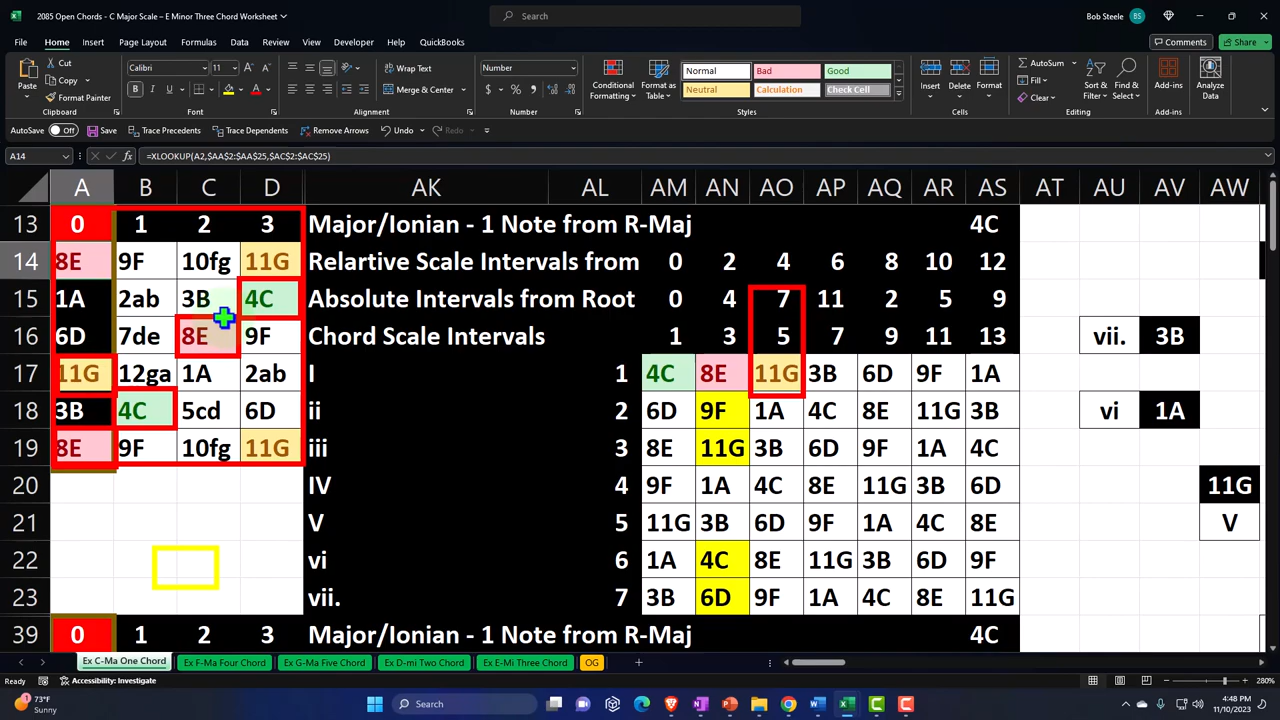 2085 Open Chords - C Major Scale – E Minor Three Chord Worksheet
Search
Bob Steele BS
File Home Insert Page Layout Formulas Data Review View Developer Help QuickBooks Comments Share
Cut
Copy
Paste Format Painter
Clipboard
Calibri 11
B I U
Font
Wrap Text
Merge & Center
Alignment
Number
$ % 9
Number
Conditional Formatting Format as Table
Normal Bad Good
Neutral Calculation Check Cell
Styles
Insert Delete Format
Cells
AutoSum
Fill
Clear
Sort & Filter Find & Select
Editing
Add-ins
Add-ins
Analyze Data
AutoSave Off Save Trace Precedents Trace Dependents Remove Arrows Undo Redo
A14 fx =XLOOKUP(A2,$AA$2:$AA$25,$AC$2:$AC$25)
A B C D AK AL AM AN AO AP AQ AR AS AT AU AV AW
13 0 1 2 3 Major/Ionian - 1 Note from R-Maj 4C
14 8E 9F 10fg 11G Relartive Scale Intervals from 0 2 4 6 8 10 12
15 1A 2ab 3B 4C Absolute Intervals from Root 0 4 7 11 2 5 9
16 6D 7de 8E 9F Chord Scale Intervals 1 3 5 7 9 11 13 vii. 3B
17 11G 12ga 1A 2ab I 1 4C 8E 11G 3B 6D 9F 1A
18 3B 4C 5cd 6D ii 2 6D 9F 1A 4C 8E 11G 3B vi 1A
19 8E 9F 10fg 11G iii 3 8E 11G 3B 6D 9F 1A 4C
20 IV 4 9F 1A 4C 8E 11G 3B 6D 11G
21 V 5 11G 3B 6D 9F 1A 4C 8E V
22 vi 6 1A 4C 8E 11G 3B 6D 9F
23 vii. 7 3B 6D 9F 1A 4C 8E 11G
39 0 1 2 3 Major/Ionian - 1 Note from R-Maj 4C
Ex C-Ma One Chord Ex F-Ma Four Chord Ex G-Ma Five Chord Ex D-mi Two Chord Ex E-Mi Three Chord OG
Ready Accessibility: Investigate 280%
73°F
Sunny
Search
4:48 PM
11/10/2023